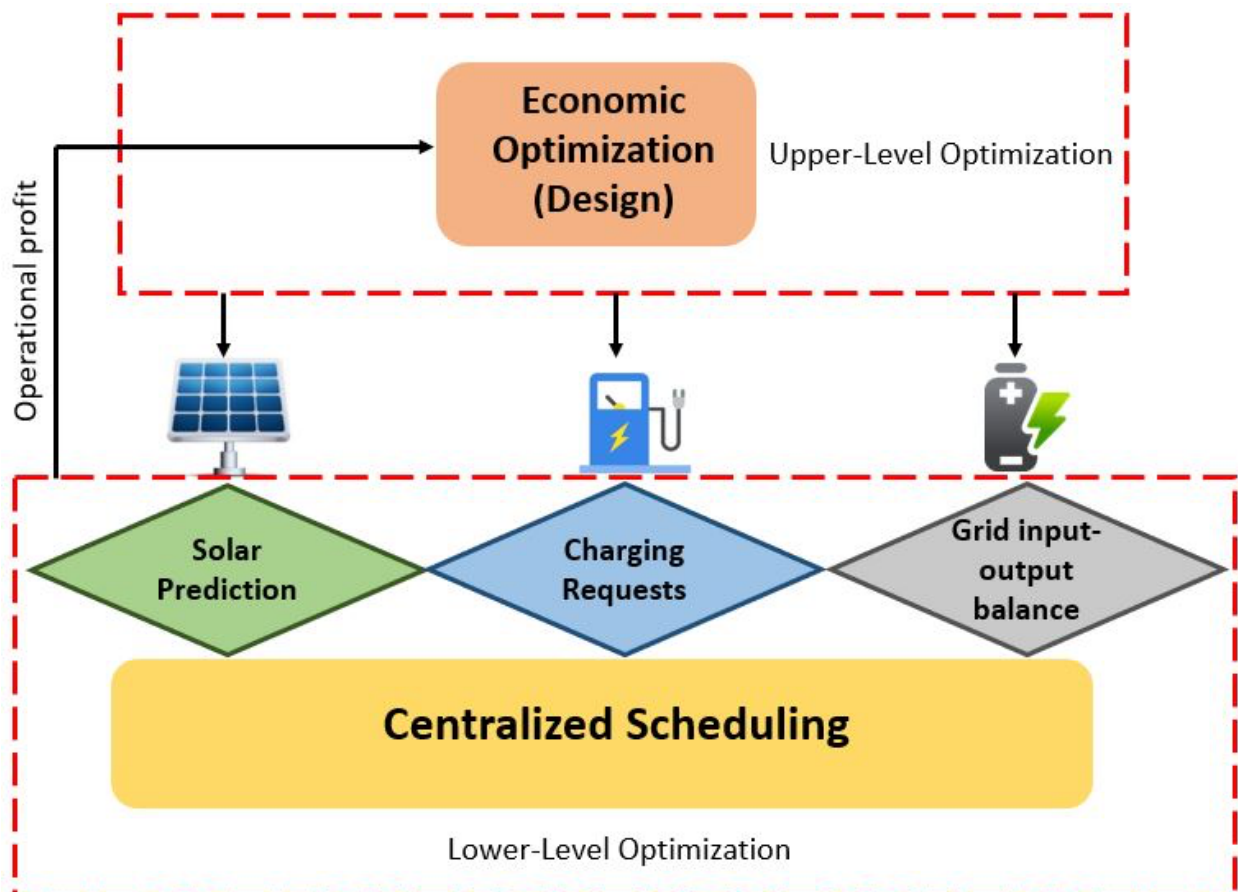 Economic
Optimization
(Design)
Upper-Level Optimization
Operational profit
Solar
Prediction
Charging
Requests
Grid input-
output
balance
Centralized Scheduling
Lower-Level Optimization